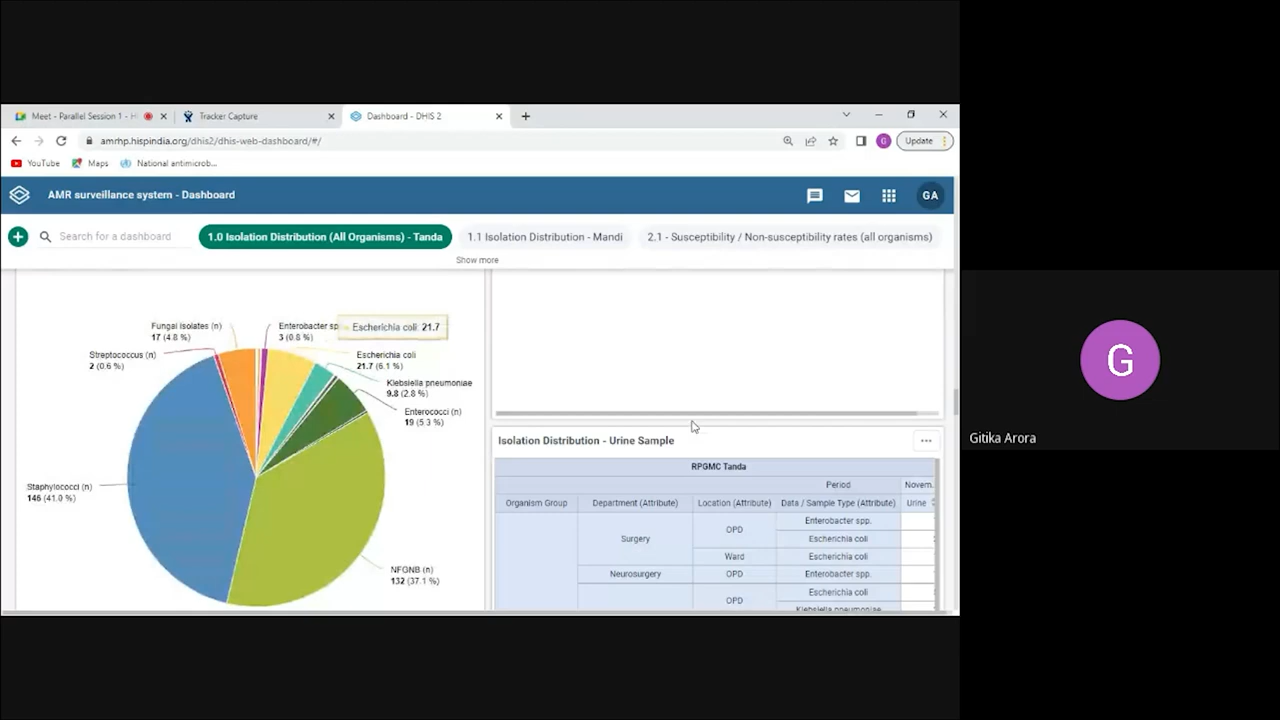 Meet - Parallel Session 1 - H
Tracker Capture
Dashboard - DHIS 2
amrhp.hispindia.org/dhis2/dhis-web-dashboard/#/
G
Update
YouTube
Maps
National antimicrob...
AMR surveillance system - Dashboard
GA
Search for a dashboard
1.0 Isolation Distribution (All Organisms) - Tanda
1.1 Isolation Distribution - Mandi
2.1 - Susceptibility / Non-susceptibility rates (all organisms)
Show more
Fungal Isolates (n)
17 (4.8 %)
Enterobacter sp
3 (0.8 %)
Escherichia coli: 21.7
Streptococcus (n)
2 (0.6 %)
Escherichia coli
21.7 (6.1 %)
Klebsiella pneumoniae
9.8 (2.8 %)
Enterococci (n)
19 (5.3 %)
Staphylococci (n)
146 (41.0 %)
NFGNB (n)
132 (37.1 %)
Isolation Distribution - Urine Sample
RPGMC Tanda
Period
Novem.
Organism Group
Department (Attribute)
Location (Attribute)
Data / Sample Type (Attribute)
Urine
Surgery
OPD
Enterobacter spp.
Escherichia coli
Ward
Escherichia coli
Neurosurgery
OPD
Enterobacter spp.
OPD
Escherichia coli
Klebsiella pneumoniae
G
Gitika Arora